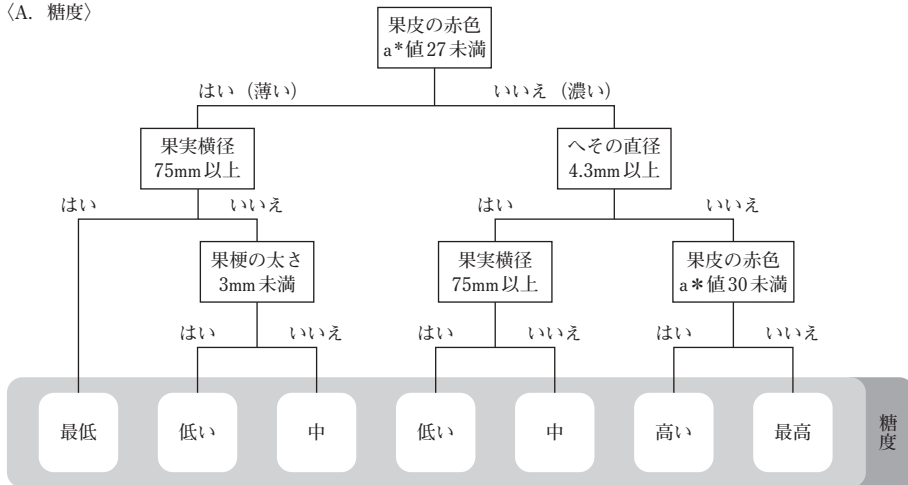 〈A. 糖度〉
果皮の赤色
a*値27未満
はい（薄い） いいえ（濃い）
果実横径
75mm以上
へその直径
4.3mm以上
はい いいえ はい いいえ
果梗の太さ
3mm未満
果実横径
75mm以上
果皮の赤色
a*値30未満
はい いいえ はい いいえ はい いいえ
最低 低い 中 低い 中 高い 最高
糖度